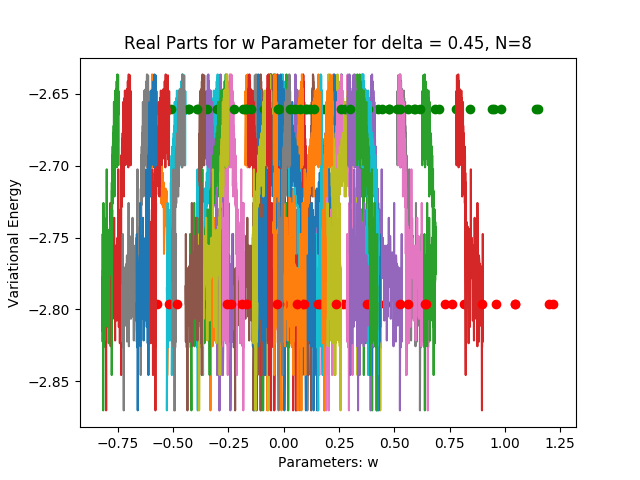 Real Parts for w Parameter for delta = 0.45, N=8
Variational Energy
−2.65
−2.70
−2.75
−2.80
−2.85
−0.75 −0.50 −0.25 0.00 0.25 0.50 0.75 1.00 1.25
Parameters: w